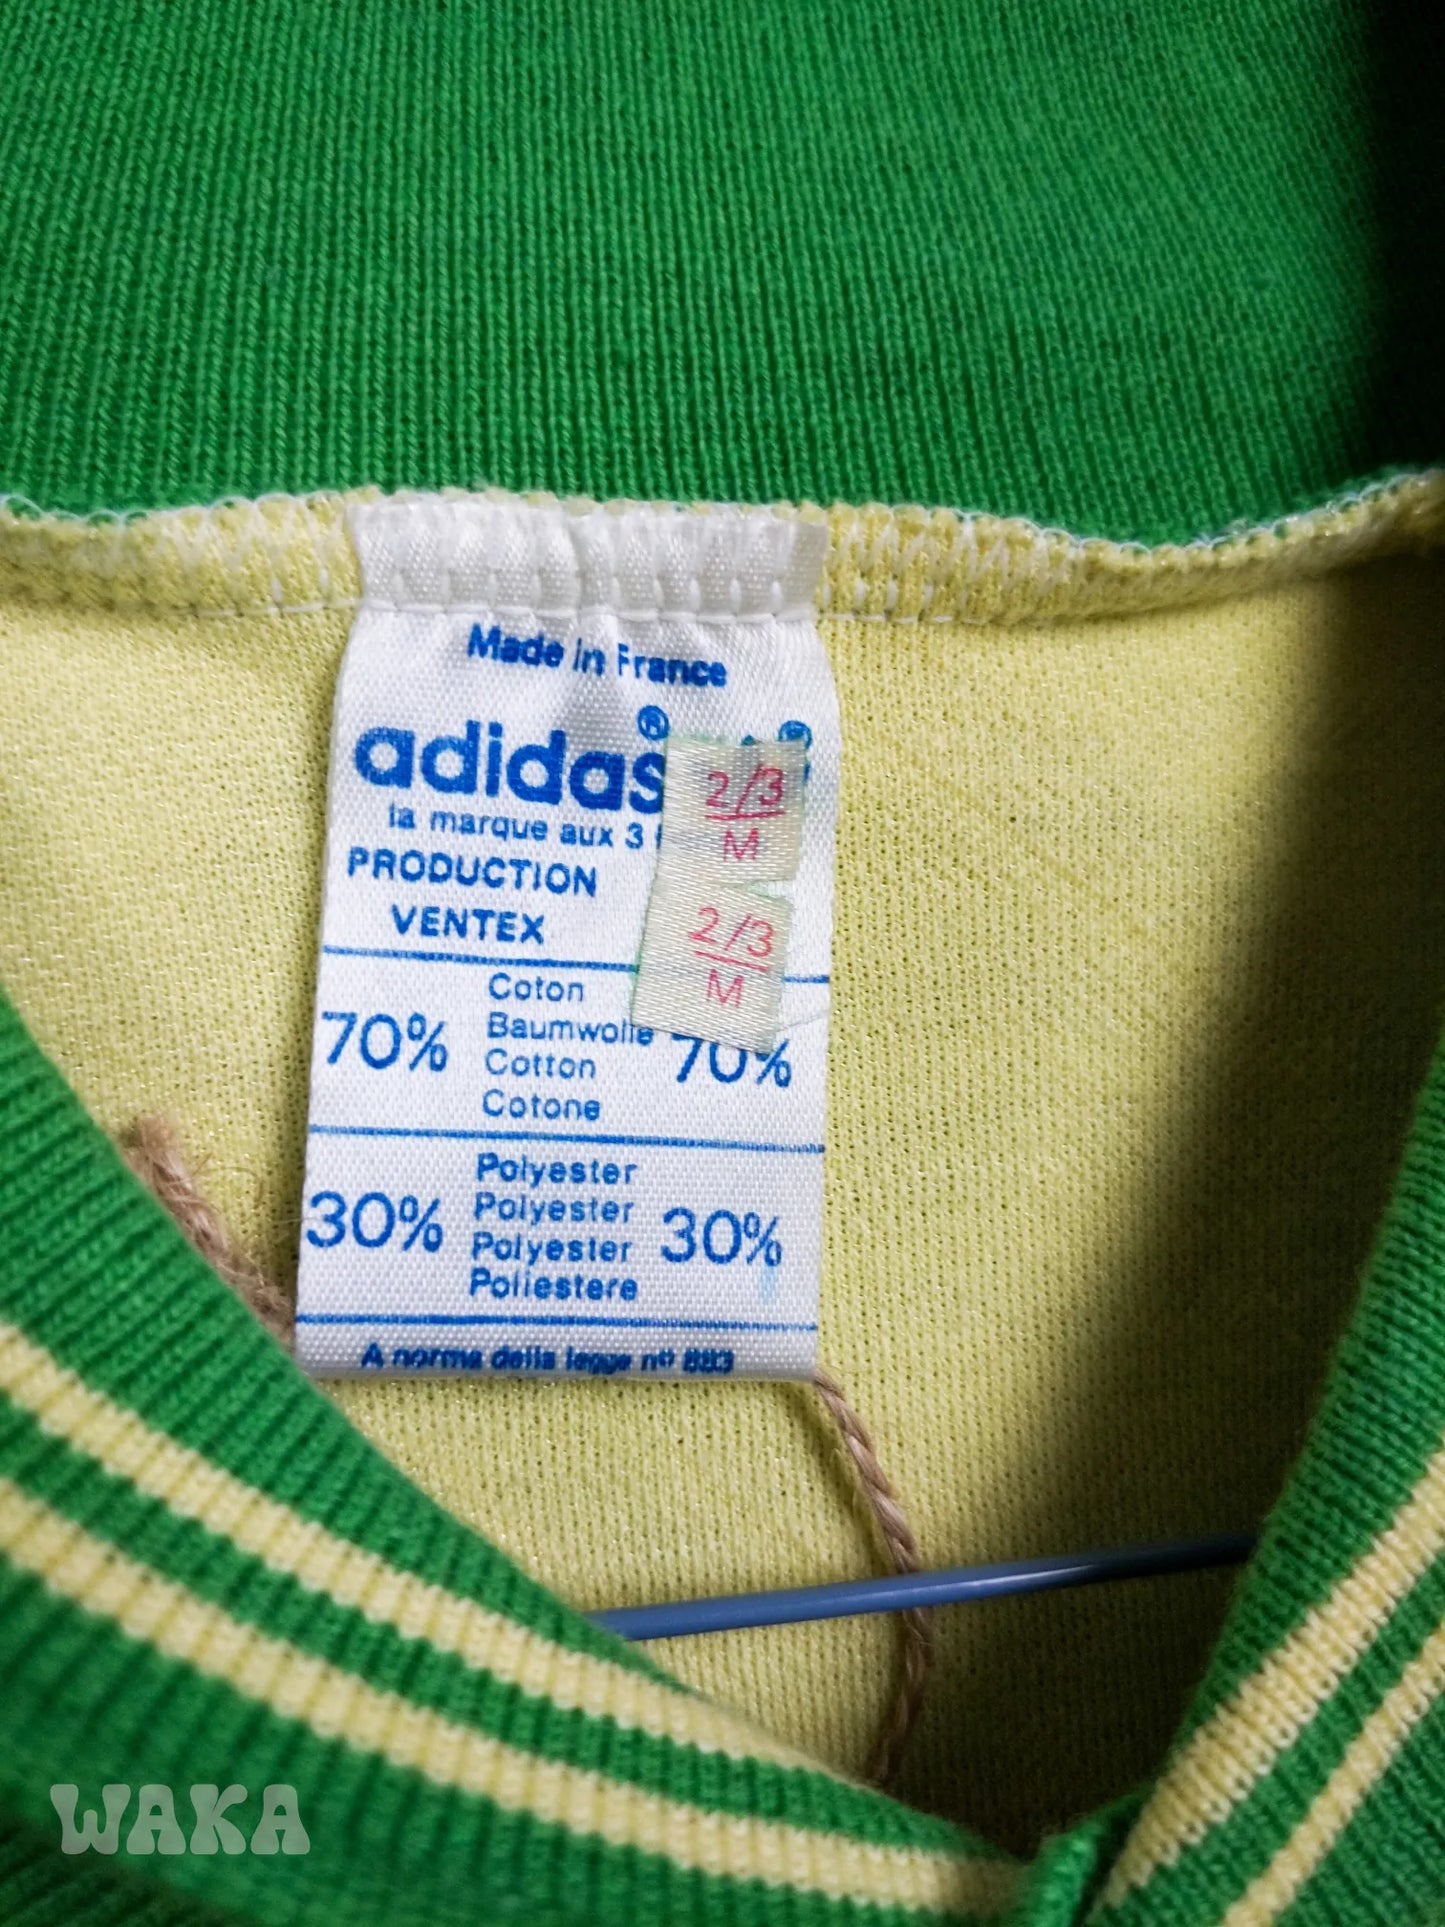 Made in France
adidas®
la marque aux 3
PRODUCTION
VENTEX
2/3
M
2/3
M
70% Coton 70%
Baumwolle
Cotton
Cotone
30% Polyester 30%
Polyester
Polyester
Poliestere
A norma della legge nº 883
WAKA